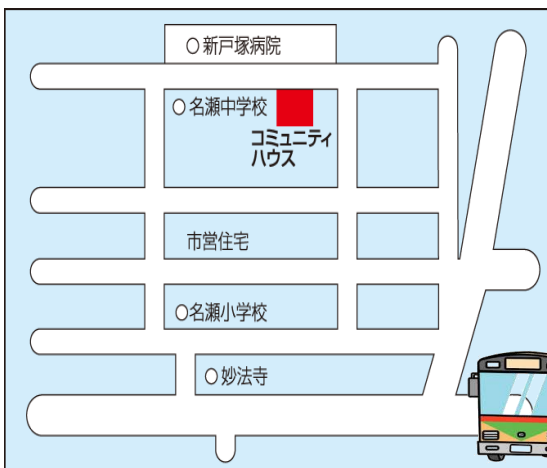 新戸塚病院
名瀬中学校
コミュニティ
ハウス
市営住宅
名瀬小学校
妙法寺